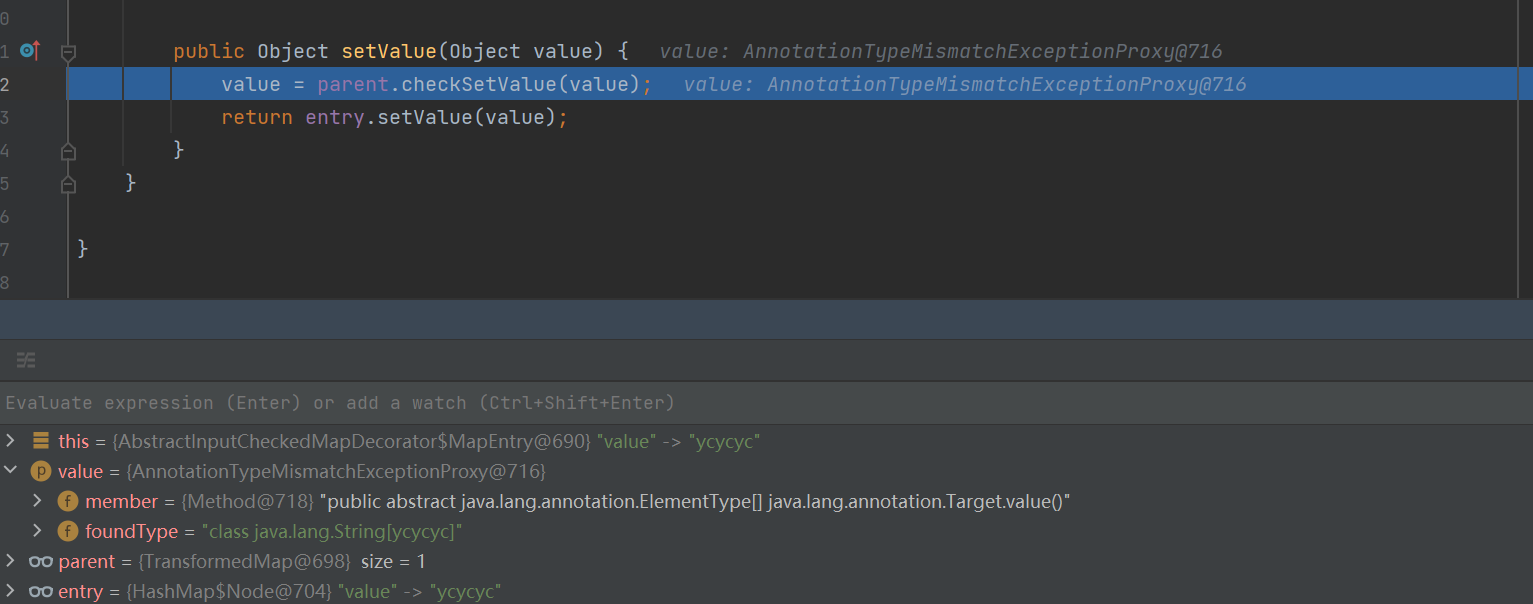 0
1 public Object setValue(Object value) { value: AnnotationTypeMismatchExceptionProxy@716
2 value = parent.checkSetValue(value); value: AnnotationTypeMismatchExceptionProxy@716
3 return entry.setValue(value);
4 }
5 }
6
7 }
8
Evaluate expression (Enter) or add a watch (Ctrl+Shift+Enter)
this = {AbstractInputCheckedMapDecorator$MapEntry@690} "value" -> "ycycyc"
p value = {AnnotationTypeMismatchExceptionProxy@716}
f member = {Method@718} "public abstract java.lang.annotation.ElementType[] java.lang.annotation.Target.value()"
f foundType = "class java.lang.String[ycycyc]"
parent = {TransformedMap@698} size = 1
entry = {HashMap$Node@704} "value" -> "ycycyc"